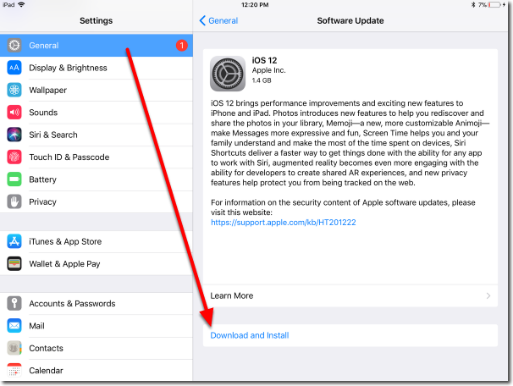 iPad
12:20 PM
7%
Settings
General
Software Update
General
1
Display & Brightness
Wallpaper
Sounds
Siri & Search
Touch ID & Passcode
Battery
Privacy
iTunes & App Store
Wallet & Apple Pay
Accounts & Passwords
Mail
Contacts
Calendar
iOS 12
Apple Inc.
1.4 GB
iOS 12 brings performance improvements and exciting new features to
iPhone and iPad. Photos introduces new features to help you rediscover and
share the photos in your library, Memoji—a new, more customizable Animoji—
make Messages more expressive and fun, Screen Time helps you and your
family understand and make the most of the time spent on devices, Siri
Shortcuts deliver a faster way to get things done with the ability for any app
to work with Siri, augmented reality becomes even more engaging with the
ability for developers to create shared AR experiences, and new privacy
features help protect you from being tracked on the web.
For information on the security content of Apple software updates, please
visit this website:
https://support.apple.com/kb/HT201222
Learn More
Download and Install